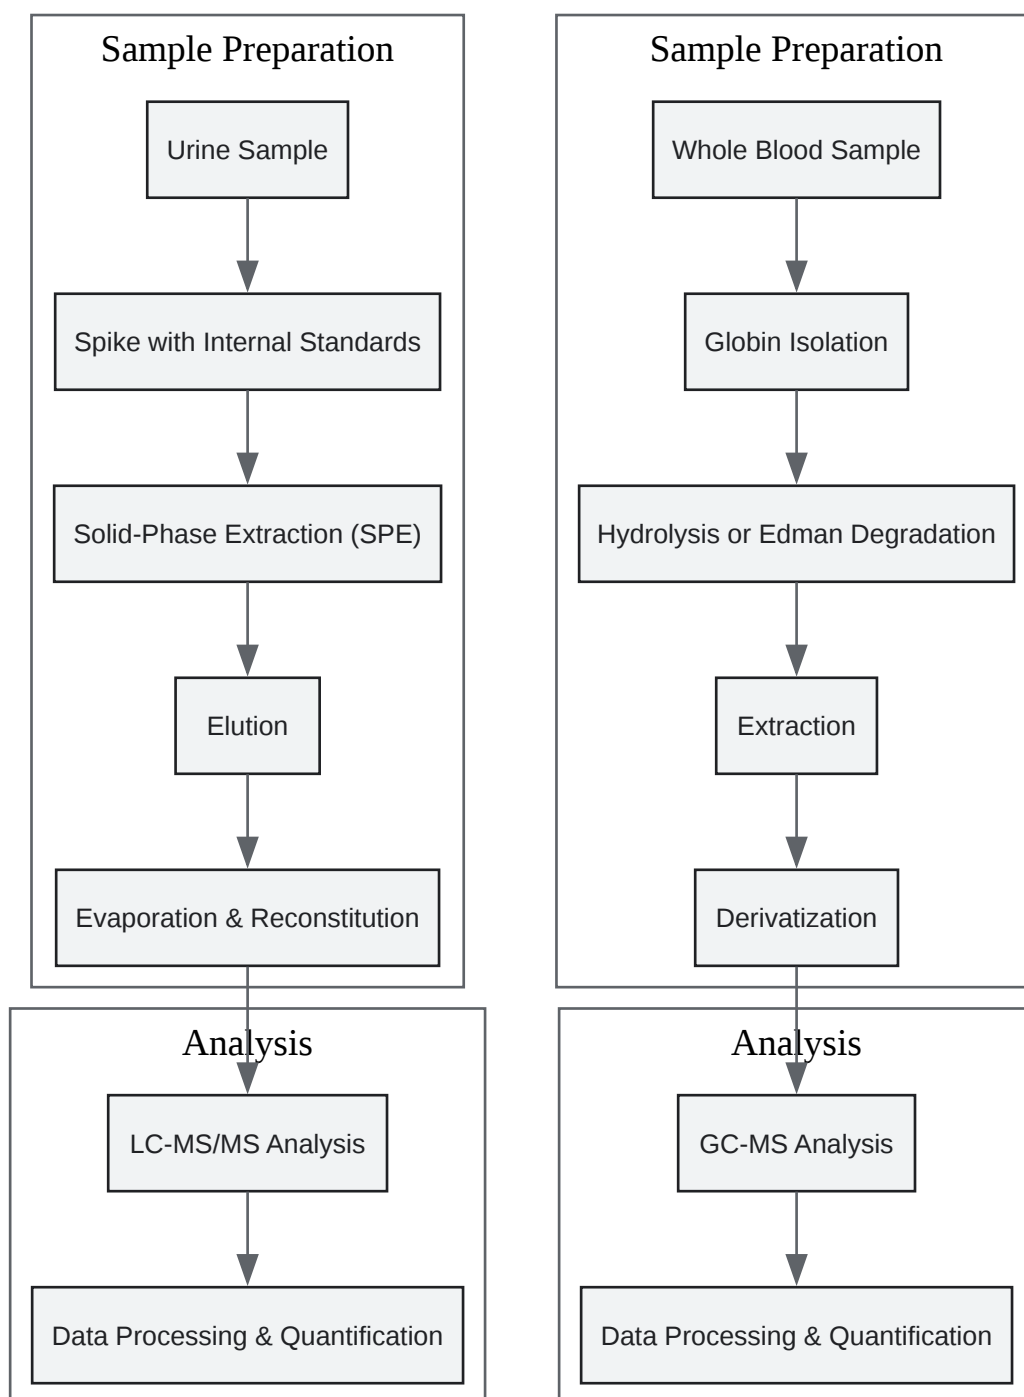 Sample Preparation
Urine Sample
Spike with Internal Standards
Solid-Phase Extraction (SPE)
Elution
Evaporation & Reconstitution
Analysis
LC-MS/MS Analysis
Data Processing & Quantification
Sample Preparation
Whole Blood Sample
Globin Isolation
Hydrolysis or Edman Degradation
Extraction
Derivatization
Analysis
GC-MS Analysis
Data Processing & Quantification